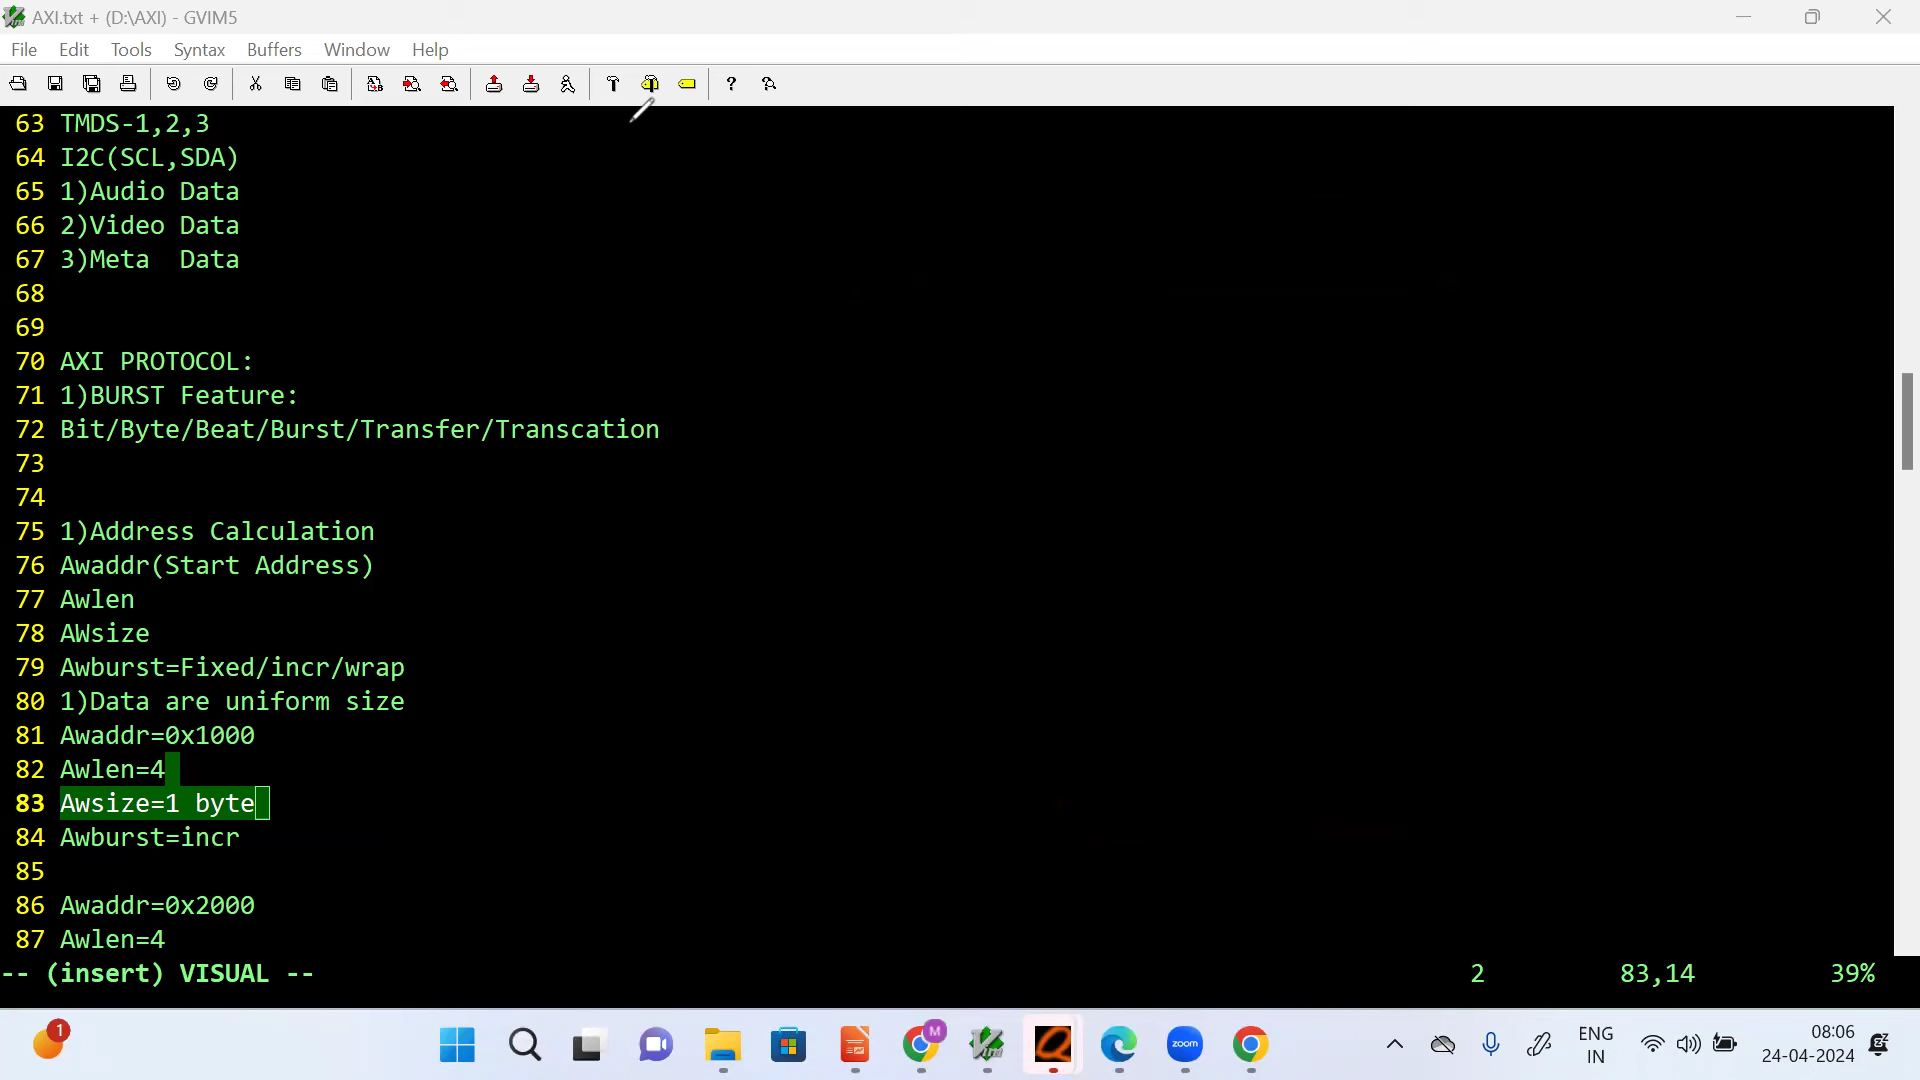 AXI.txt + (D:\AXI) - GVIM5
File Edit Tools Syntax Buffers Window Help
63 TMDS-1,2,3
64 I2C(SCL,SDA)
65 1)Audio Data
66 2)Video Data
67 3)Meta  Data
68
69
70 AXI PROTOCOL:
71 1)BURST Feature:
72 Bit/Byte/Beat/Burst/Transfer/Transcation
73
74
75 1)Address Calculation
76 Awaddr(Start Address)
77 Awlen
78 AWsize
79 Awburst=Fixed/incr/wrap
80 1)Data are uniform size
81 Awaddr=0x1000
82 Awlen=4
83 Awsize=1 byte
84 Awburst=incr
85
86 Awaddr=0x2000
87 Awlen=4
-- (insert) VISUAL -- 2 83,14 39%
1 M zoom ENG 08:06
IN 24-04-2024